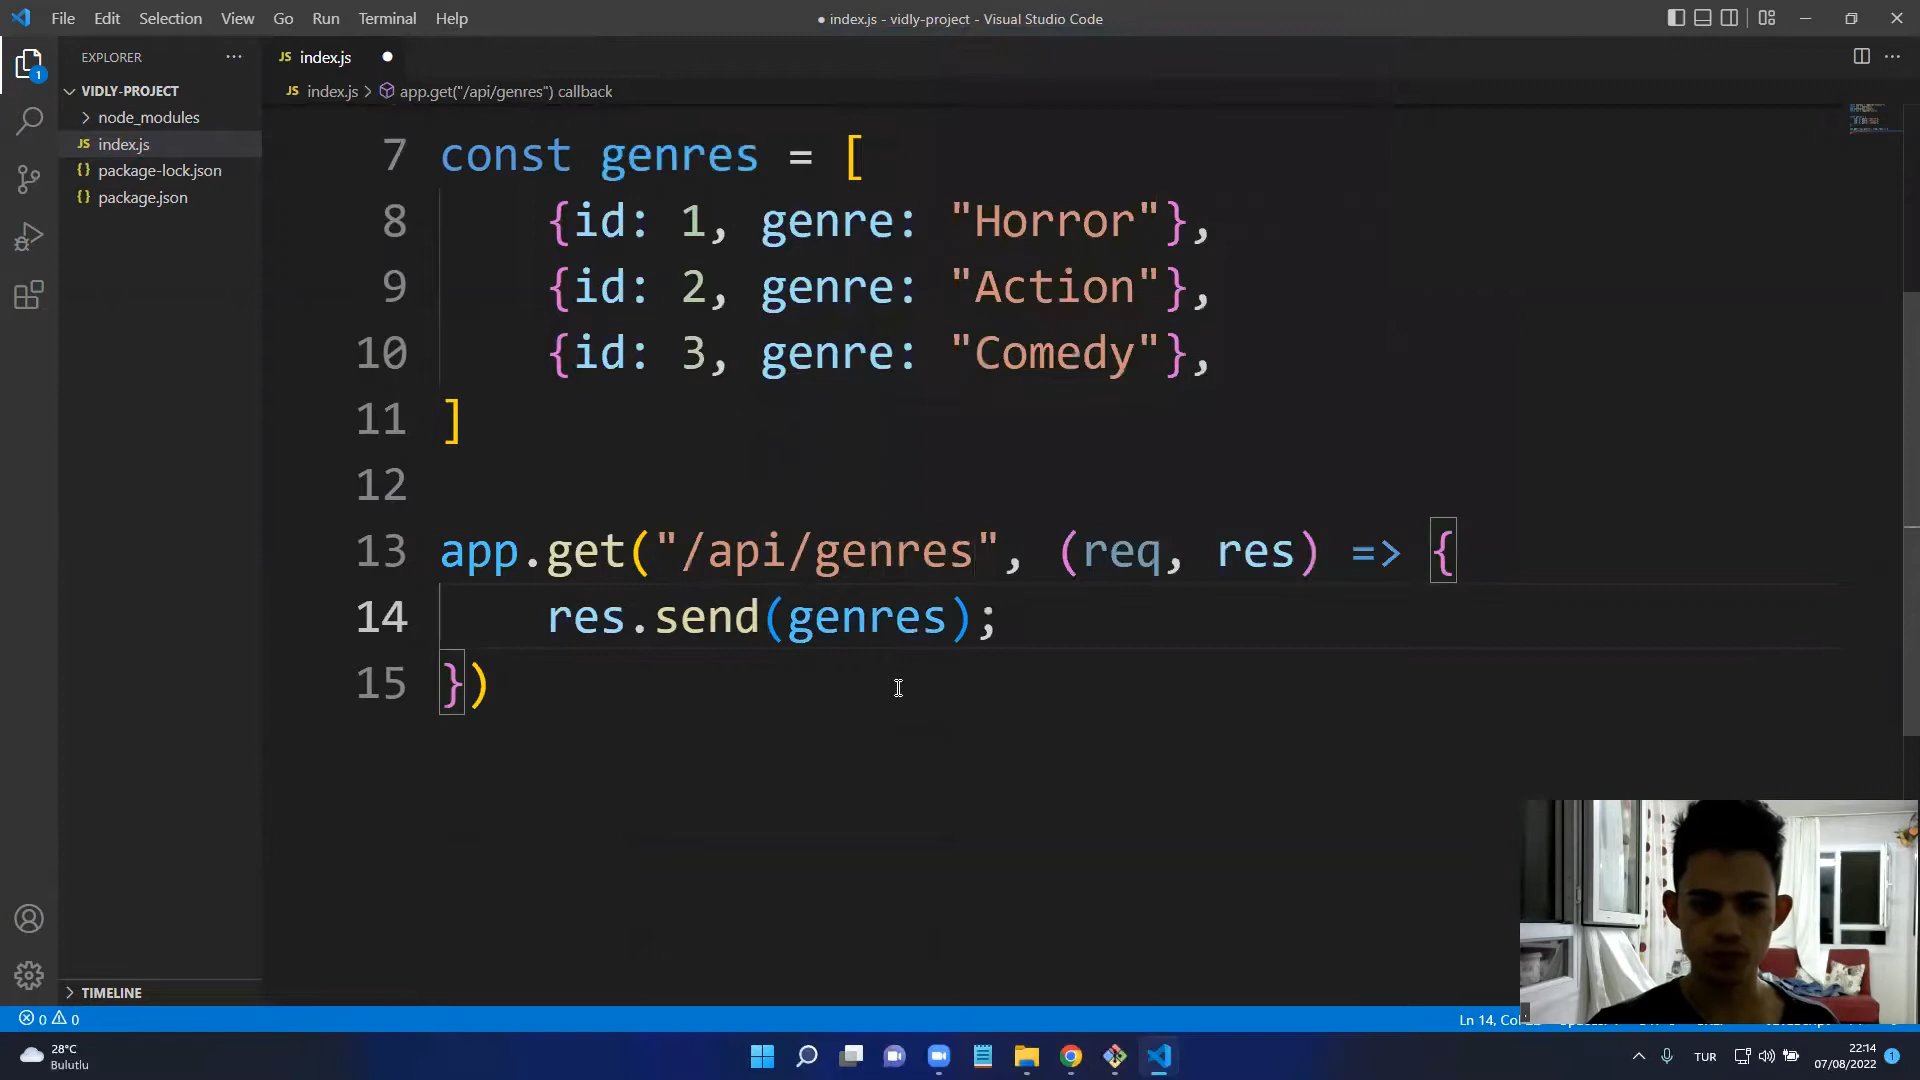 File Edit Selection View Go Run Terminal Help
● index.js - vidly-project - Visual Studio Code
EXPLORER
VIDLY-PROJECT
node_modules
JS index.js
{} package-lock.json
{} package.json
TIMELINE
JS index.js
JS index.js > app.get("/api/genres") callback
7 const genres = [
8 {id: 1, genre: "Horror"},
9 {id: 2, genre: "Action"},
10 {id: 3, genre: "Comedy"},
11 ]
12
13 app.get("/api/genres", (req, res) => {
14 res.send(genres);
15 })
1
0 0
Ln 14, Col
28°C
Bulutlu
TUR
22:14
07/08/2022
1